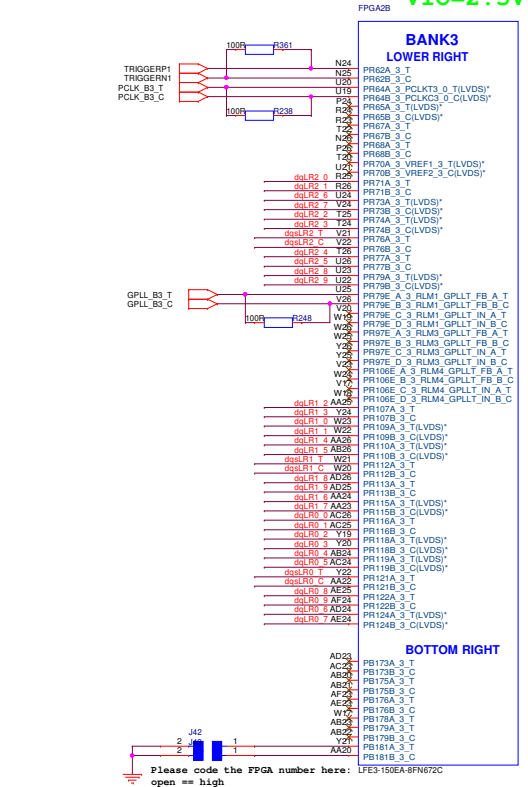 VIO=2.5V
FPGA2B
BANK3
LOWER RIGHT
100R R361
TRIGGERP1 N24 PR62A_3_T
TRIGGERN1 N25 PR62B_3_C
PCLK_B3_T U20 PR64A_3_PCLKT3_0_T(LVDS)*
PCLK_B3_C U19 PR64B_3_PCLKC3_0_C(LVDS)*
P24 PR65A_3_T(LVDS)*
100R R238 PR65B_3_C(LVDS)*
R23 PR67A_3_T
T22 PR67B_3_C
N26 PR68A_3_T
P26 PR68B_3_C
T20 PR70A_3_VREF1_3_T(LVDS)*
U21 PR70B_3_VREF2_3_C(LVDS)*
dqLR2_0 R25 PR71A_3_T
dqLR2_1 R26 PR71B_3_C
dqLR2_6 U24 PR73A_3_T(LVDS)*
dqLR2_7 V24 PR73B_3_C(LVDS)*
dqLR2_2 T25 PR74A_3_T(LVDS)*
dqLR2_3 T24 PR74B_3_C(LVDS)*
dqsLR2_T V21 PR76A_3_T
dqsLR2_C V22 PR76B_3_C
dqLR2_4 T26 PR77A_3_T
dqLR2_5 U26 PR77B_3_C
dqLR2_8 U23 PR79A_3_T(LVDS)*
dqLR2_9 U22 PR79B_3_C(LVDS)*
GPLL_B3_T U25 PR79E_A_3_RLM1_GPLLT_FB_A_T
GPLL_B3_C V26 PR79E_B_3_RLM1_GPLLT_FB_B_C
V20 PR79E_C_3_RLM1_GPLLT_IN_A_T
100R R248 W19 PR79E_D_3_RLM1_GPLLT_IN_B_C
W26 PR97E_A_3_RLM3_GPLLT_FB_A_T
W25 PR97E_B_3_RLM3_GPLLT_FB_B_C
Y26 PR97E_C_3_RLM3_GPLLT_IN_A_T
Y25 PR97E_D_3_RLM3_GPLLT_IN_B_C
V23 PR106E_A_3_RLM4_GPLLT_FB_A_T
W24 PR106E_B_3_RLM4_GPLLT_FB_B_C
V17 PR106E_C_3_RLM4_GPLLT_IN_A_T
W18 PR106E_D_3_RLM4_GPLLT_IN_B_C
dqLR1_2 AA25 PR107A_3_T
dqLR1_3 Y24 PR107B_3_C
dqLR1_0 W23 PR109A_3_T(LVDS)*
dqLR1_1 W22 PR109B_3_C(LVDS)*
dqLR1_4 AA26 PR110A_3_T(LVDS)*
dqLR1_5 AB26 PR110B_3_C(LVDS)*
dqsLR1_T W21 PR112A_3_T
dqsLR1_C W20 PR112B_3_C
dqLR1_8 AD26 PR113A_3_T
dqLR1_9 AD25 PR113B_3_C
dqLR1_6 AA24 PR115A_3_T(LVDS)*
dqLR1_7 AA23 PR115B_3_C(LVDS)*
dqLR0_0 AC26 PR116A_3_T
dqLR0_1 AC25 PR116B_3_C
dqLR0_2 Y19 PR118A_3_T(LVDS)*
dqLR0_3 Y20 PR118B_3_C(LVDS)*
dqLR0_4 AB24 PR119A_3_T(LVDS)*
dqLR0_5 AC24 PR119B_3_C(LVDS)*
dqsLR0_T Y22 PR121A_3_T
dqsLR0_C AA22 PR121B_3_C
dqLR0_8 AE25 PR122A_3_T
dqLR0_9 AF24 PR122B_3_C
dqLR0_6 AD24 PR124A_3_T(LVDS)*
dqLR0_7 AE24 PR124B_3_C(LVDS)*
BOTTOM RIGHT
AD23 PB173A_3_T
AC23 PB173B_3_C
AB20 PB175A_3_T
AB21 PB175B_3_C
AF23 PB176A_3_T
AE23 PB176B_3_C
W17 PB178A_3_T
AB23 PB179A_3_T
J42 AB22 PB179B_3_C
2 1 Y21 PB181A_3_T
2 1 AA20 PB181B_3_C
Please code the FPGA number here: LFE3-150EA-8FN672C
open == high